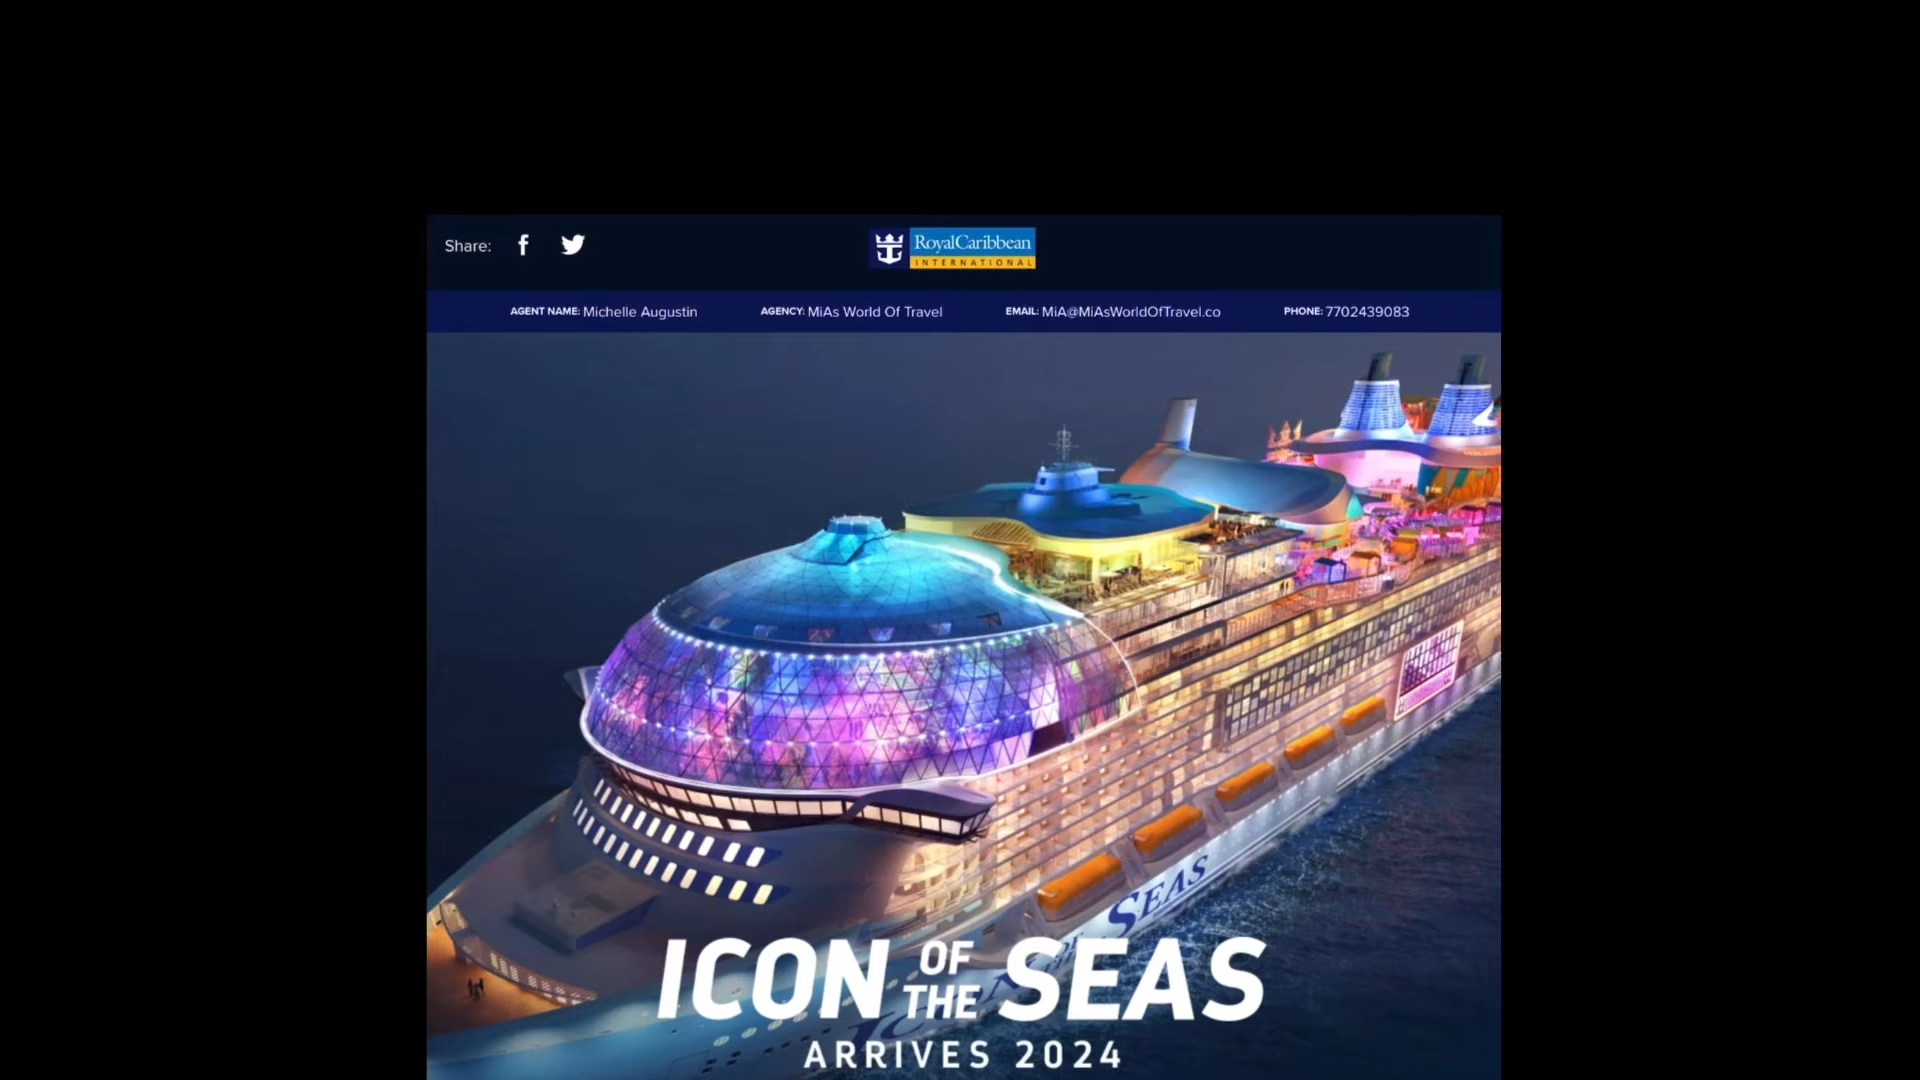 Share:
RoyalCaribbean
INTERNATIONAL
AGENT NAME: Michelle Augustin AGENCY: MiAs World Of Travel EMAIL: MiA@MiAsWorldOfTravel.co PHONE: 7702439083
SEAS
ICON OF THE SEAS
ARRIVES 2024